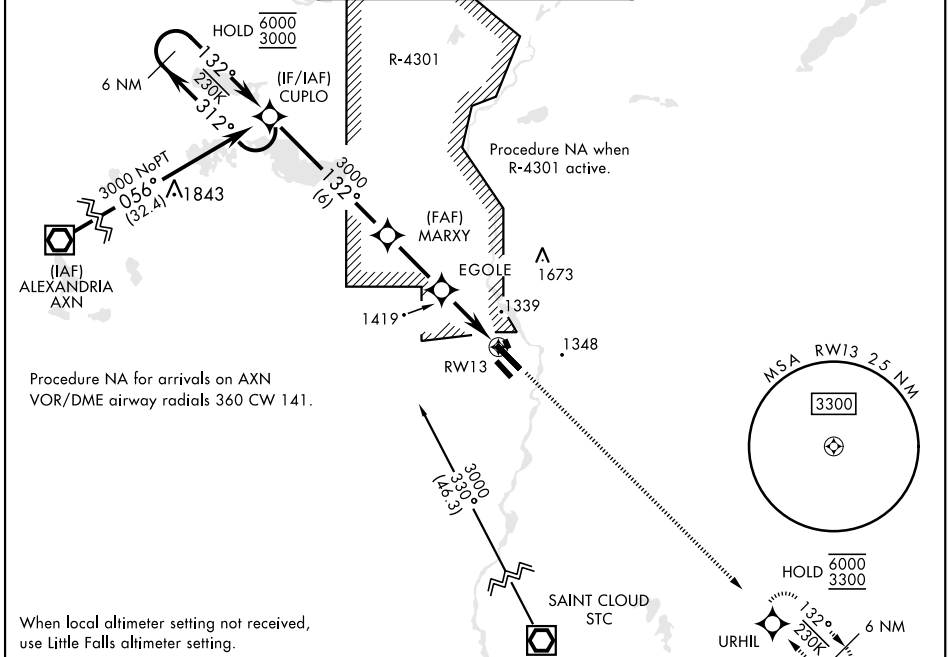 HOLD 6000
3000
R-4301
132°
230K
312°
6 NM
(IF/IAF)
CUPLO
Procedure NA when
R-4301 active.
3000 NoPT
056°
(32.4)
1843
3000
132°
(6)
(FAF)
MARXY
(IAF)
ALEXANDRIA
AXN
EGOLE
1673
1339
1419
1348
RW13
MSA RW13 25 NM
3300
Procedure NA for arrivals on AXN
VOR/DME airway radials 360 CW 141.
3000
330°
(46.3)
HOLD 6000
3300
SAINT CLOUD
STC
132°
230K
6 NM
URHIL
When local altimeter setting not received,
use Little Falls altimeter setting.